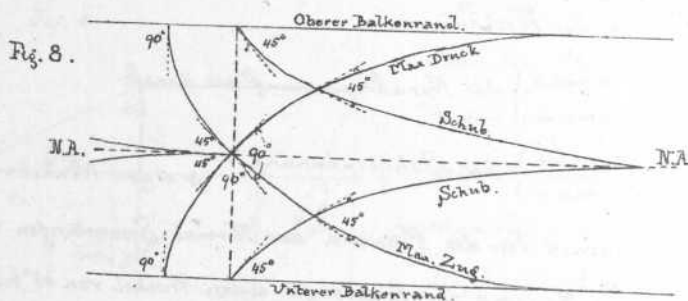 Oberer Balkenrand.
Fig. 8.
90°
45°
45°
Max Druck
Schub.
N.A.
45°
45°
90°
90°
N.A.
Schub.
45°
Max. Zug.
90°
45°
Unterer Balkenrand.